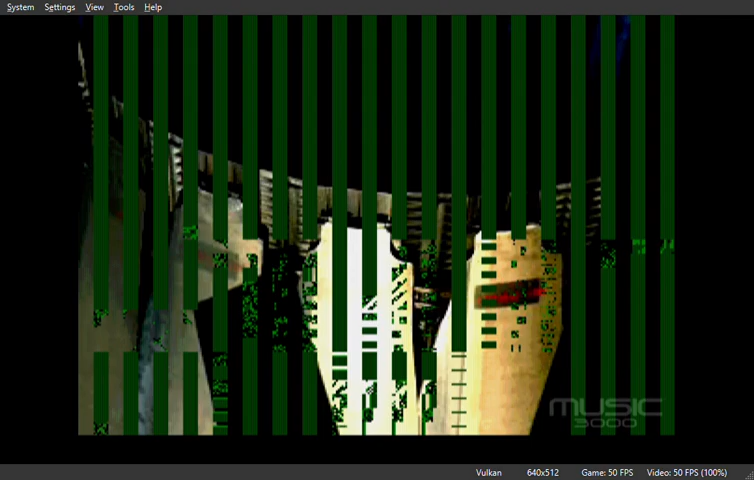 System Settings View Tools Help
MUSIC
3000
Vulkan 640x512 Game: 50 FPS Video: 50 FPS (100%)